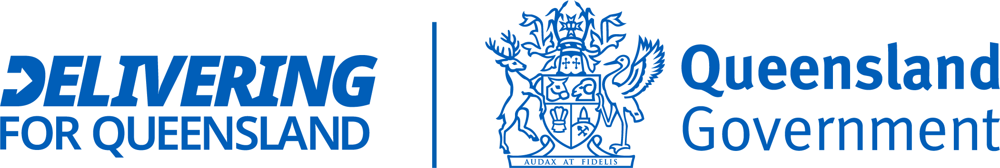 DELIVERING
FOR QUEENSLAND
AUDAX AT FIDELIS
Queensland
Government